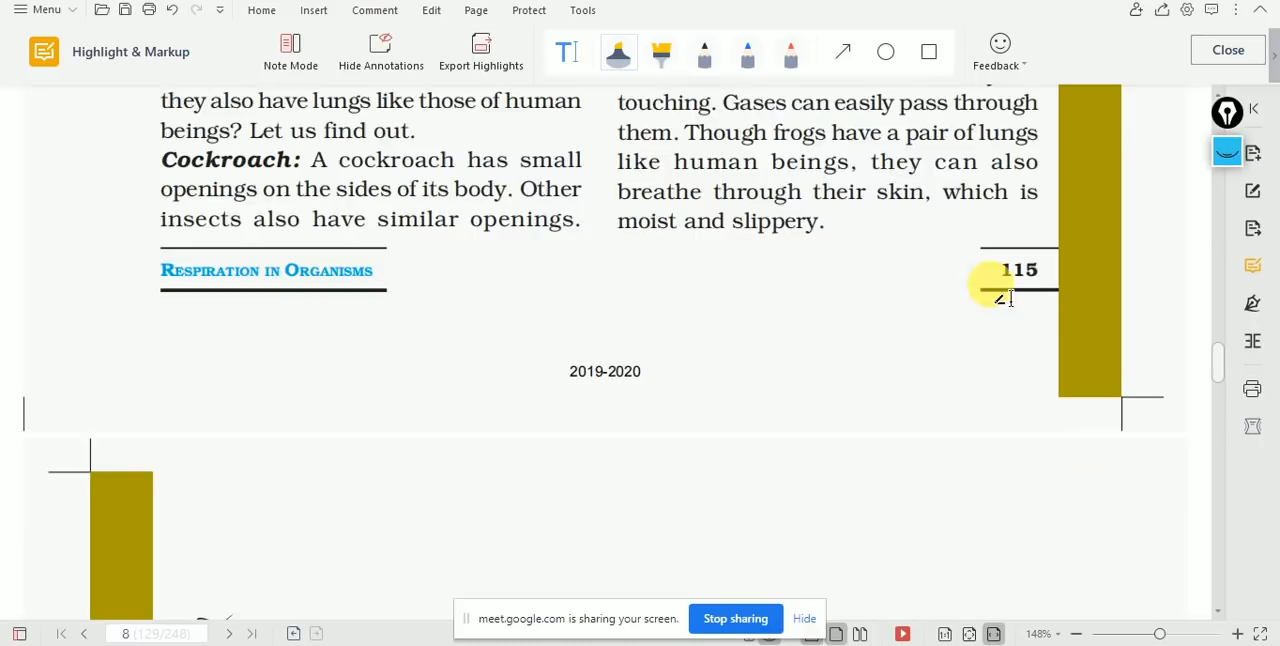 Menu
Home Insert Comment Edit Page Protect Tools
Highlight & Markup
Note Mode Hide Annotations Export Highlights
Feedback
Close
they also have lungs like those of human
beings? Let us find out.
Cockroach: A cockroach has small
openings on the sides of its body. Other
insects also have similar openings.
touching. Gases can easily pass through
them. Though frogs have a pair of lungs
like human beings, they can also
breathe through their skin, which is
moist and slippery.
RESPIRATION IN ORGANISMS
115
2019-2020
meet.google.com is sharing your screen. Stop sharing Hide
8 (129/248)
148%